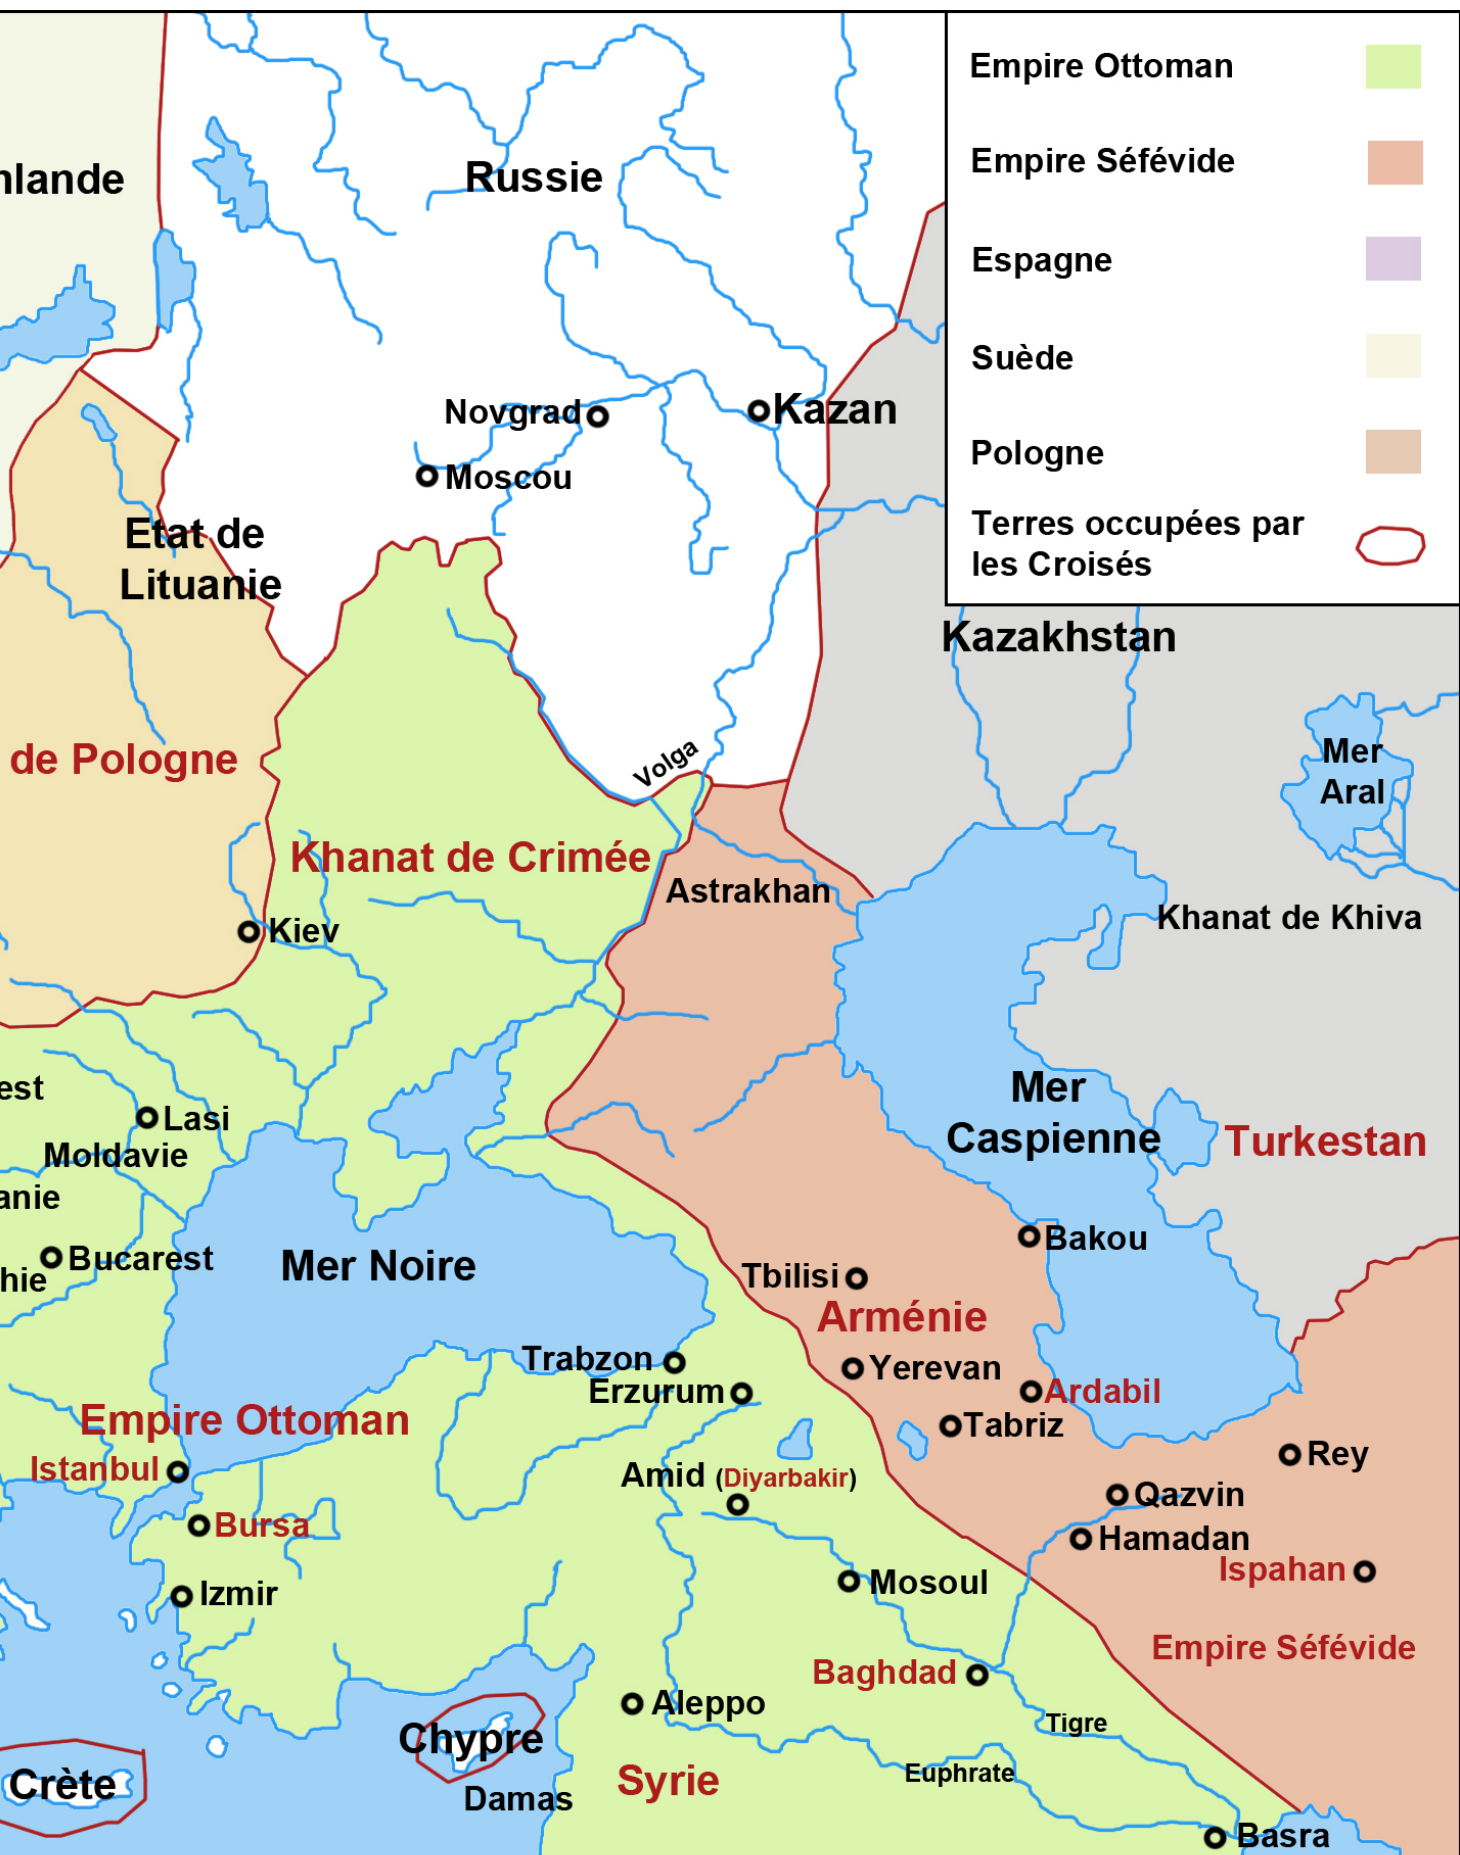 Empire Ottoman
Empire Séfévide
Espagne
Suède
Pologne
Terres occupées par
les Croisés
nlande
Russie
Novgrad
Kazan
Moscou
Etat de
Lituanie
Kazakhstan
de Pologne
Volga
Mer
Aral
Khanat de Crimée
Astrakhan
Khanat de Khiva
Kiev
est
Lasi
Moldavie
Mer
Caspienne
Turkestan
anie
Bucarest
hie
Mer Noire
Bakou
Tbilisi
Arménie
Trabzon
Yerevan
Erzurum
Ardabil
Empire Ottoman
Tabriz
Istanbul
Amid (Diyarbakir)
Rey
Qazvin
Bursa
Hamadan
Ispahan
Izmir
Mosoul
Empire Séfévide
Baghdad
Aleppo
Tigre
Chypre
Euphrate
Crète
Damas
Syrie
Basra